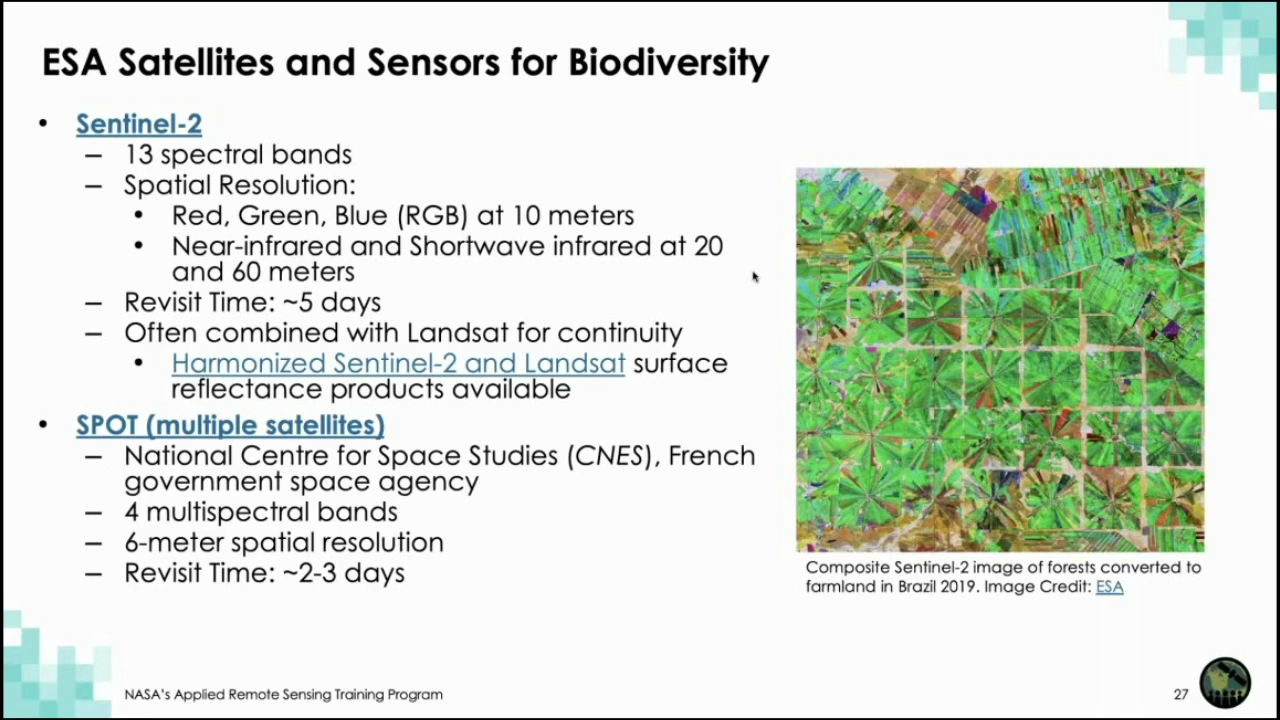 ESA Satellites and Sensors for Biodiversity
• Sentinel-2
– 13 spectral bands
– Spatial Resolution:
• Red, Green, Blue (RGB) at 10 meters
• Near-infrared and Shortwave infrared at 20
and 60 meters
– Revisit Time: ~5 days
– Often combined with Landsat for continuity
• Harmonized Sentinel-2 and Landsat surface
reflectance products available
• SPOT (multiple satellites)
– National Centre for Space Studies (CNES), French
government space agency
– 4 multispectral bands
– 6-meter spatial resolution
– Revisit Time: ~2-3 days
Composite Sentinel-2 image of forests converted to
farmland in Brazil 2019. Image Credit: ESA
NASA's Applied Remote Sensing Training Program
27